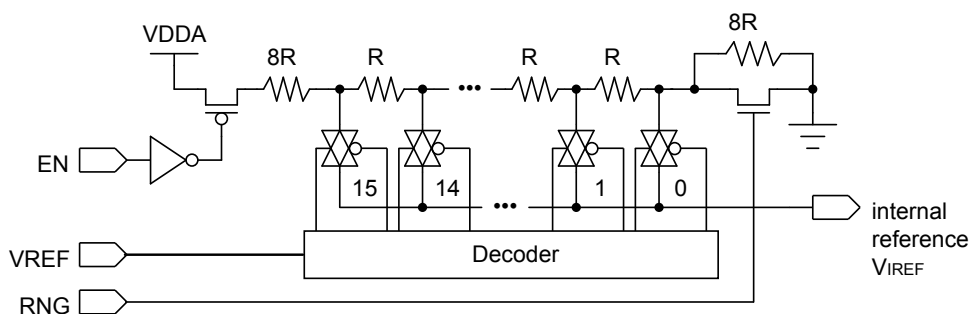 8R
VDDA
8R
R
R
R
EN
15
14
1
0
internal
reference
VIREF
VREF
Decoder
RNG